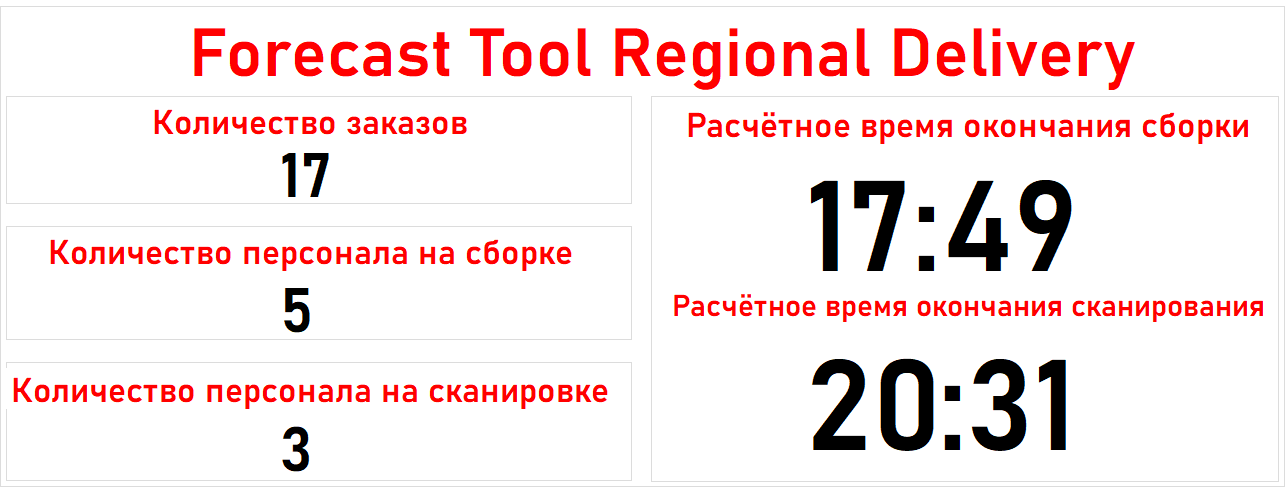 Forecast Tool Regional Delivery
Количество заказов
17
Количество персонала на сборке
5
Количество персонала на сканировке
3
Расчётное время окончания сборки
17:49
Расчётное время окончания сканирования
20:31